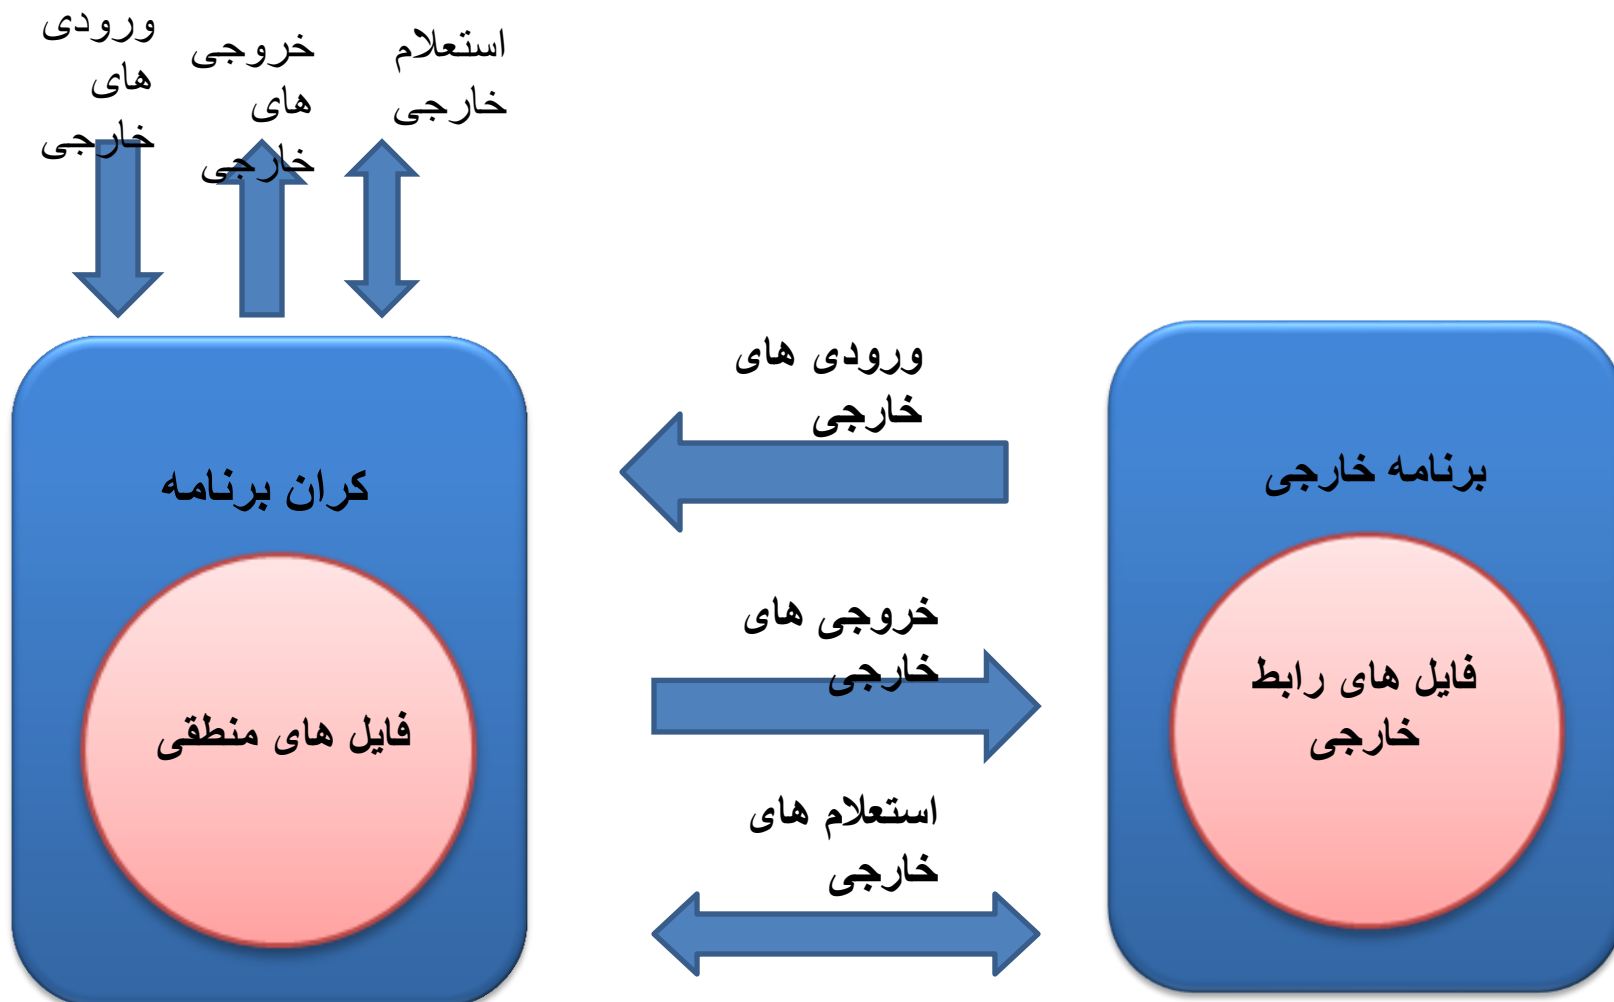 ورودی
های
خارجی
خروجی
های
خارجی
استعلام
خارجی
ورودی های
خارجی
کران برنامه
برنامه خارجی
خروجی های
خارجی
فایل های منطقی
فایل های رابط
خارجی
استعلام های
خارجی